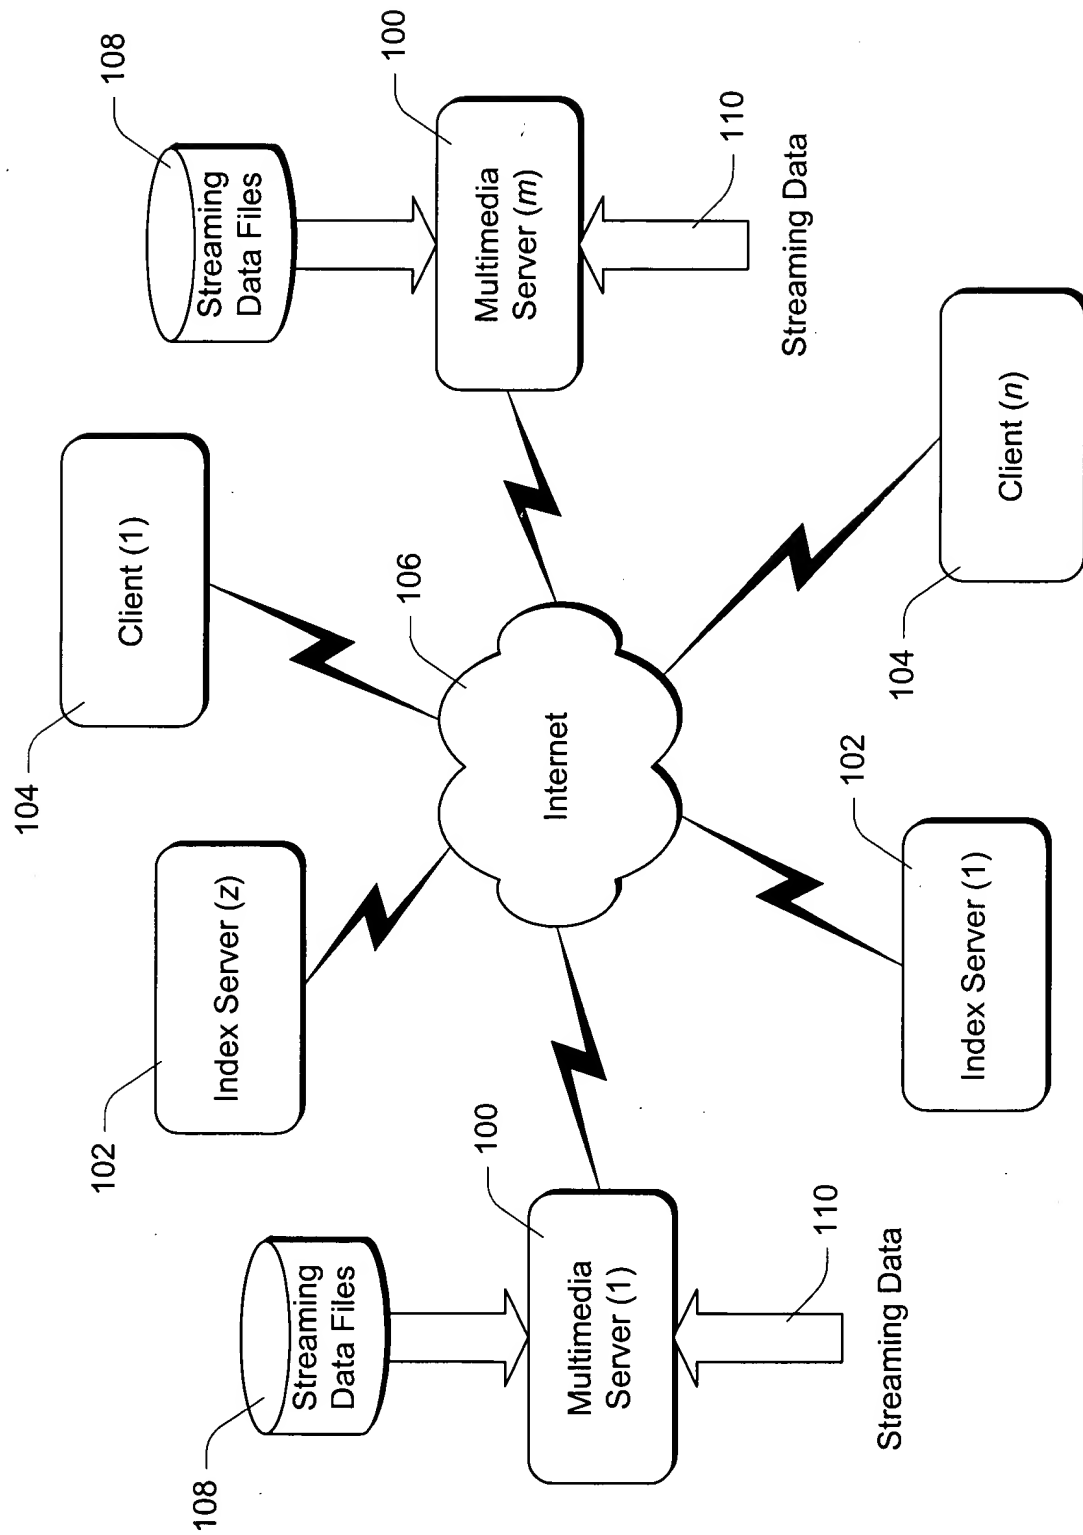 108
Streaming
Data Files
100
Multimedia
Server (1)
110
Streaming Data
102
Index Server (z)
104
Client (1)
106
Internet
102
Index Server (1)
104
Client (n)
108
Streaming
Data Files
100
Multimedia
Server (m)
110
Streaming Data